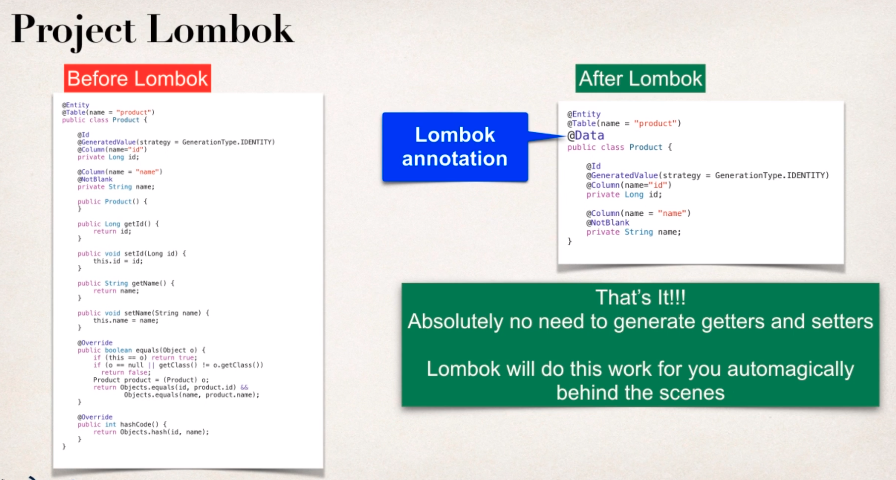 Project Lombok
Before Lombok
@Entity
@Table(name = "product")
public class Product {
@Id
@GeneratedValue(strategy = GenerationType.IDENTITY)
@Column(name="id")
private Long id;
@Column(name = "name")
@NotBlank
private String name;
public Product() {
}
public Long getId() {
return id;
}
public void setId(Long id) {
this.id = id;
}
public String getName() {
return name;
}
public void setName(String name) {
this.name = name;
}
@Override
public boolean equals(Object o) {
if (this == o) return true;
if (o == null || getClass() != o.getClass())
return false;
Product product = (Product) o;
return Objects.equals(id, product.id) &&
Objects.equals(name, product.name);
}
@Override
public int hashCode() {
return Objects.hash(id, name);
}
}
After Lombok
Lombok
annotation
@Entity
@Table(name = "product")
@Data
public class Product {
@Id
@GeneratedValue(strategy = GenerationType.IDENTITY)
@Column(name="id")
private Long id;
@Column(name = "name")
@NotBlank
private String name;
}
That's It!!!
Absolutely no need to generate getters and setters
Lombok will do this work for you automagically
behind the scenes